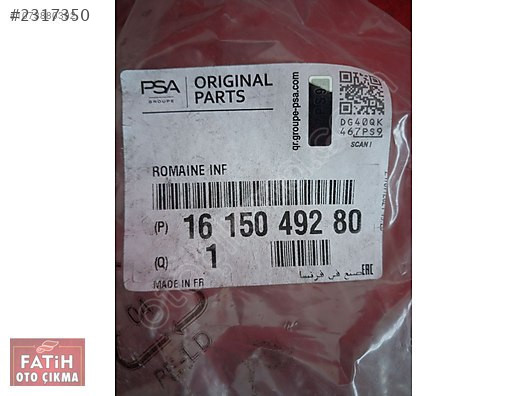 #2317350
PSA
GROUPE
ORIGINAL
PARTS
qr.groupe-psa.com
DG40QK
467PS9
SCAN !
ROMAINE INF
(P) 16 150 492 80
(Q) 1
MADE IN FR
صنع في فرنسا
EAC
FATiH
OTO ÇIKMA